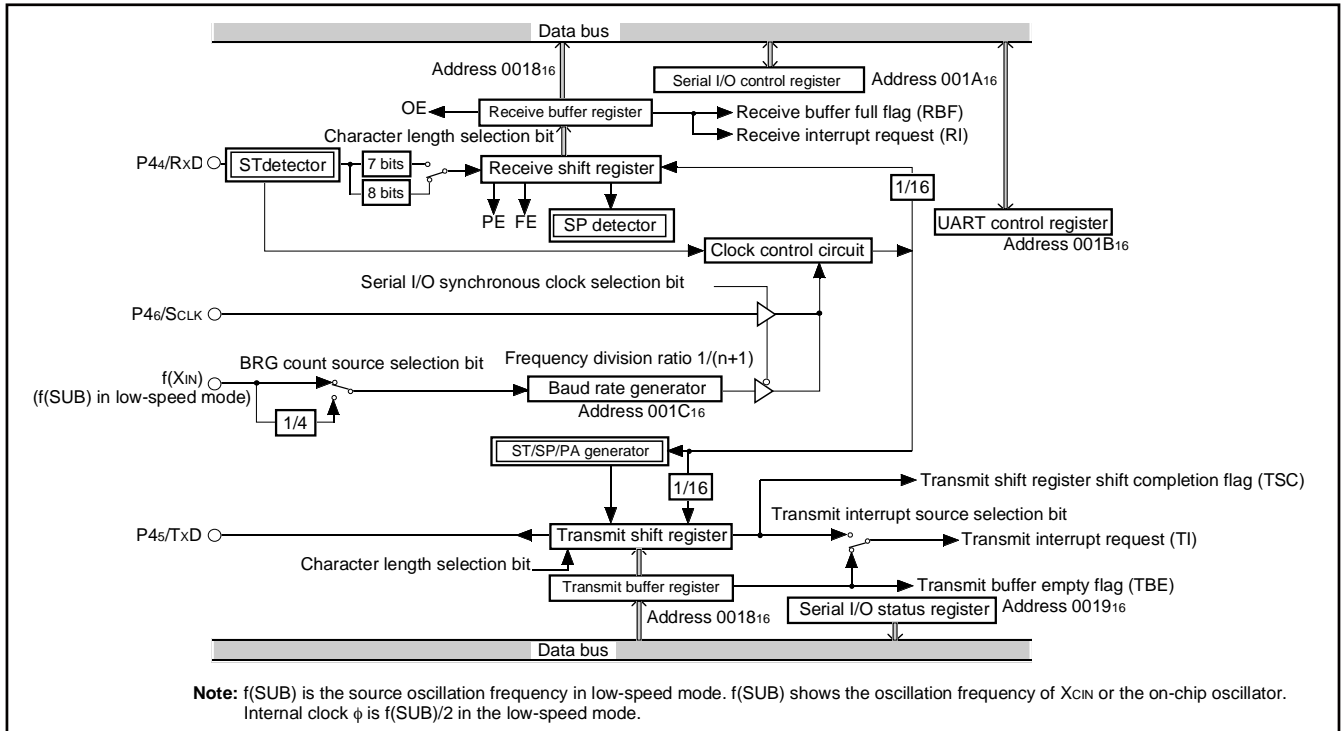 Data bus
Address 001816
Serial I/O control register
Address 001A16
OE
Receive buffer register
Receive buffer full flag (RBF)
Receive interrupt request (RI)
Character length selection bit
P44/RXD
STdetector
7 bits
8 bits
Receive shift register
1/16
PE
FE
SP detector
UART control register
Address 001B16
Clock control circuit
Serial I/O synchronous clock selection bit
P46/SCLK
BRG count source selection bit
Frequency division ratio 1/(n+1)
f(XIN)
(f(SUB) in low-speed mode)
Baud rate generator
Address 001C16
1/4
ST/SP/PA generator
1/16
Transmit shift register shift completion flag (TSC)
Transmit interrupt source selection bit
P45/TXD
Transmit shift register
Transmit interrupt request (TI)
Character length selection bit
Transmit buffer register
Transmit buffer empty flag (TBE)
Address 001816
Serial I/O status register
Address 001916
Data bus
Note: f(SUB) is the source oscillation frequency in low-speed mode. f(SUB) shows the oscillation frequency of XCIN or the on-chip oscillator.
Internal clock ϕ is f(SUB)/2 in the low-speed mode.